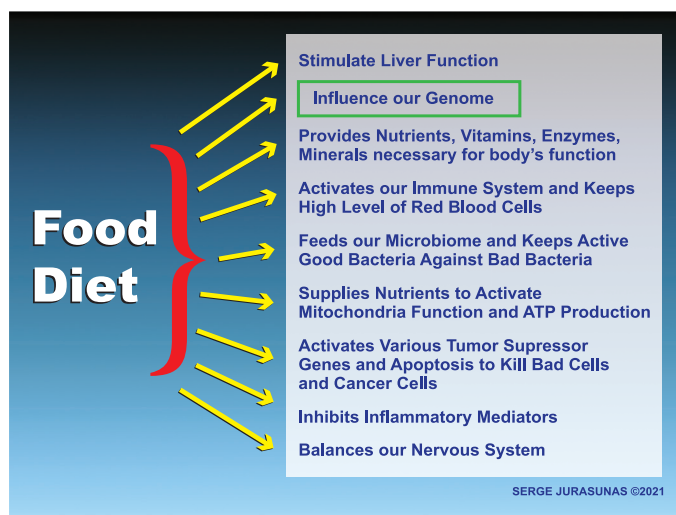 Food
Diet
Stimulate Liver Function
Influence our Genome
Provides Nutrients, Vitamins, Enzymes,
Minerals necessary for body's function
Activates our Immune System and Keeps
High Level of Red Blood Cells
Feeds our Microbiome and Keeps Active
Good Bacteria Against Bad Bacteria
Supplies Nutrients to Activate
Mitochondria Function and ATP Production
Activates Various Tumor Supressor
Genes and Apoptosis to Kill Bad Cells
and Cancer Cells
Inhibits Inflammatory Mediators
Balances our Nervous System
SERGE JURASUNAS ©2021